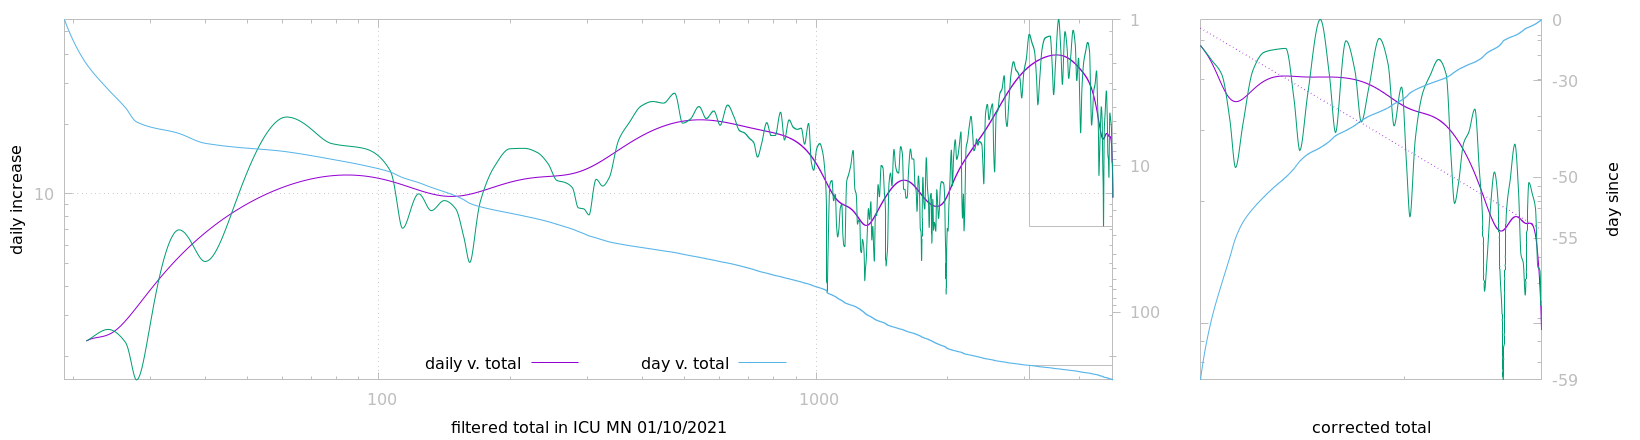 daily increase
10
100
1000
1
10
100
daily v. total
day v. total
filtered total in ICU MN 01/10/2021
0
-30
-50
-55
-59
day since
corrected total